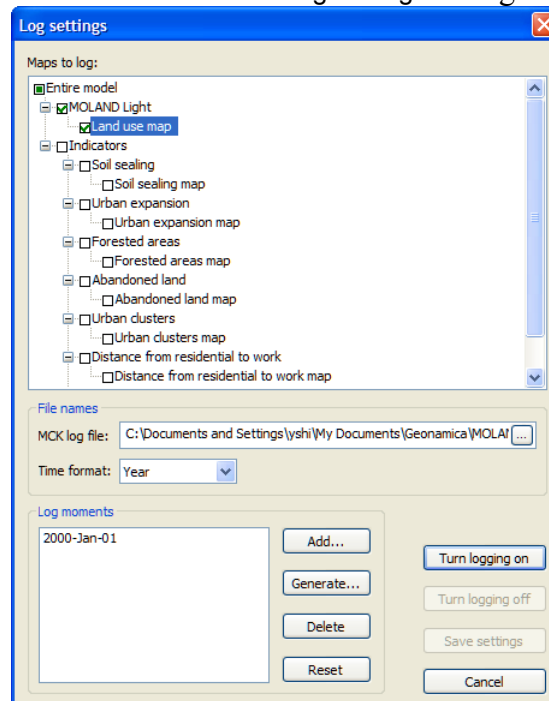 Log settings
Maps to log:
Entire model
MOLAND Light
Land use map
Indicators
Soil sealing
Soil sealing map
Urban expansion
Urban expansion map
Forested areas
Forested areas map
Abandoned land
Abandoned land map
Urban clusters
Urban clusters map
Distance from residential to work
Distance from residential to work map
File names
MCK log file: C:\Documents and Settings\yshi\My Documents\Geonamica\MOLA ...
Time format: Year
Log moments
2000-Jan-01
Add...
Generate...
Delete
Reset
Turn logging on
Turn logging off
Save settings
Cancel